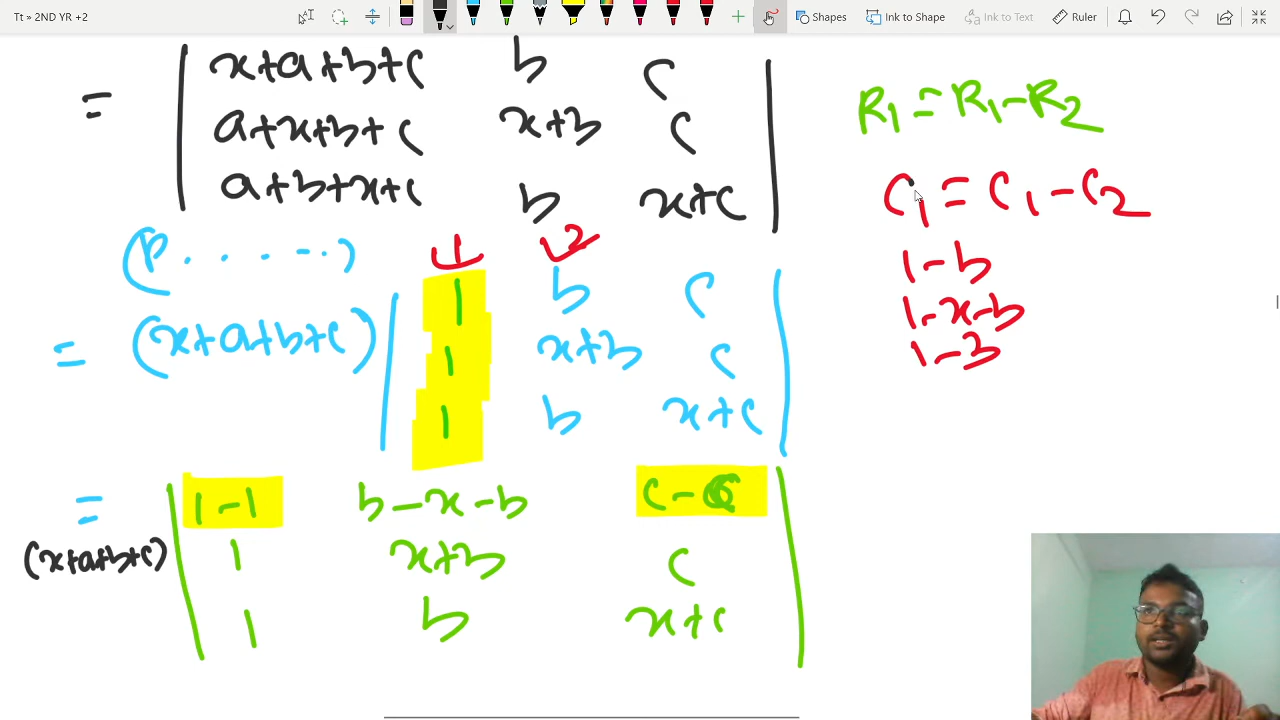 Tt » 2ND YR +2
Shapes Ink to Shape Ink to Text
= | x+a+b+c b c |
| a+x+b+c x+b c |
| a+b+x+c b x+c |
R1 = R1-R2
C1 = C1-C2
1-b
1-x-b
1-b
(P. . . . . .)
1 2
= (x+a+b+c) | 1 b c |
| 1 x+b c |
| 1 b x+c |
= (x+a+b+c) | 1-1 b-x-b c-c |
| 1 x+b c |
| 1 b x+c |